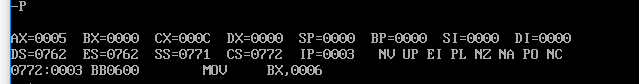 -P
AX=0005 BX=0000 CX=000C DX=0000 SP=0000 BP=0000 SI=0000 DI=0000
DS=0762 ES=0762 SS=0771 CS=0772 IP=0003 NV UP EI PL NZ NA PO NC
0772:0003 BB0600 MOV BX,0006